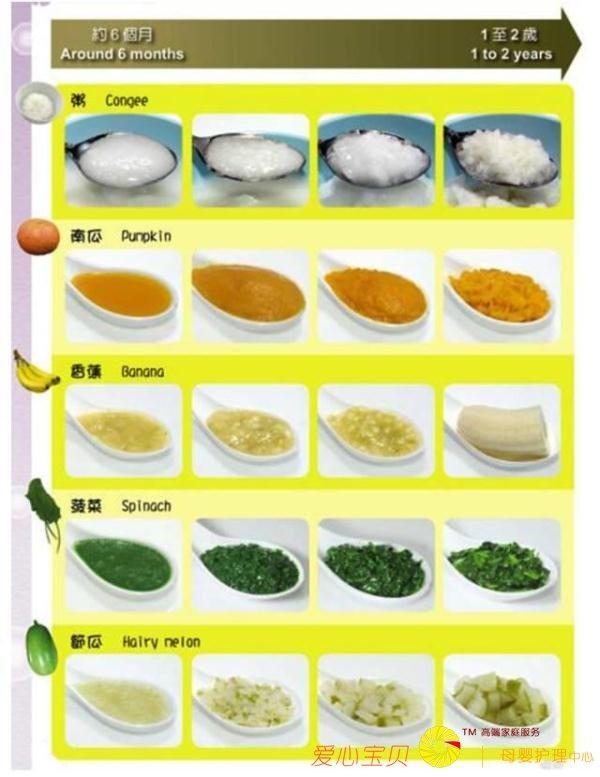 約6個月 1至2歲
Around 6 months 1 to 2 years
粥 Congee
南瓜 Pumpkin
香蕉 Banana
菠菜 Spinach
節瓜 Hairy melon
爱心宝贝 TM 高端家庭服务
母婴护理中心